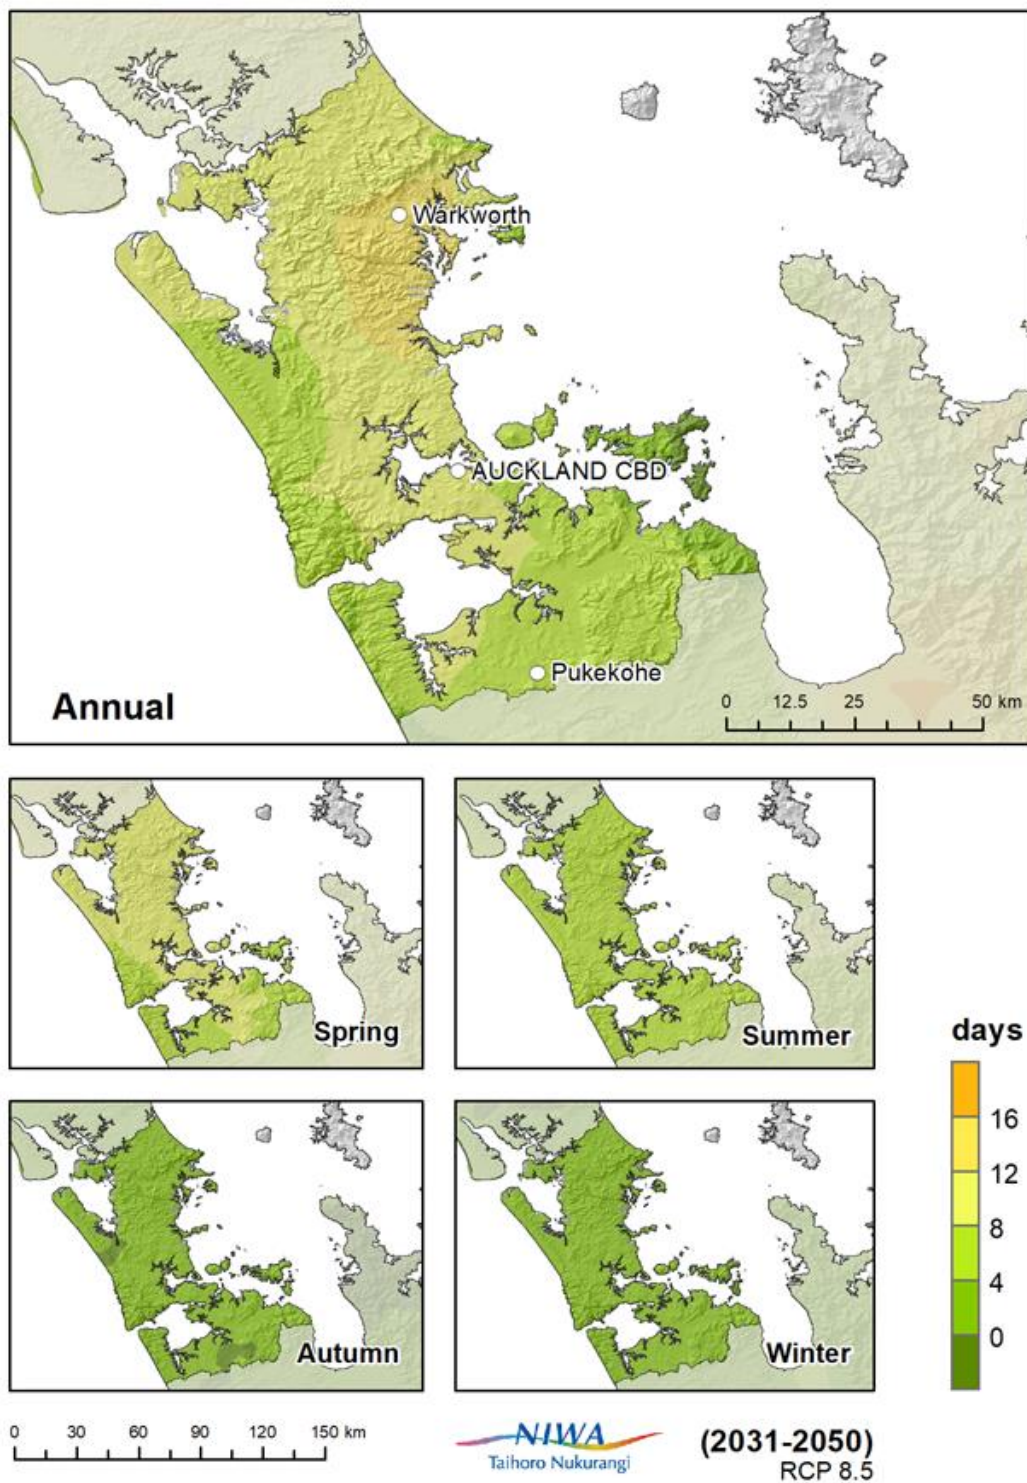 Warkworth
AUCKLAND CBD
Pukekohe
Annual
0 12.5 25 50 km
Spring
Summer
Autumn
Winter
days
16
12
8
4
0
0 30 60 90 120 150 km
NIWA
Taihoro Nukurangi
(2031-2050)
RCP 8.5